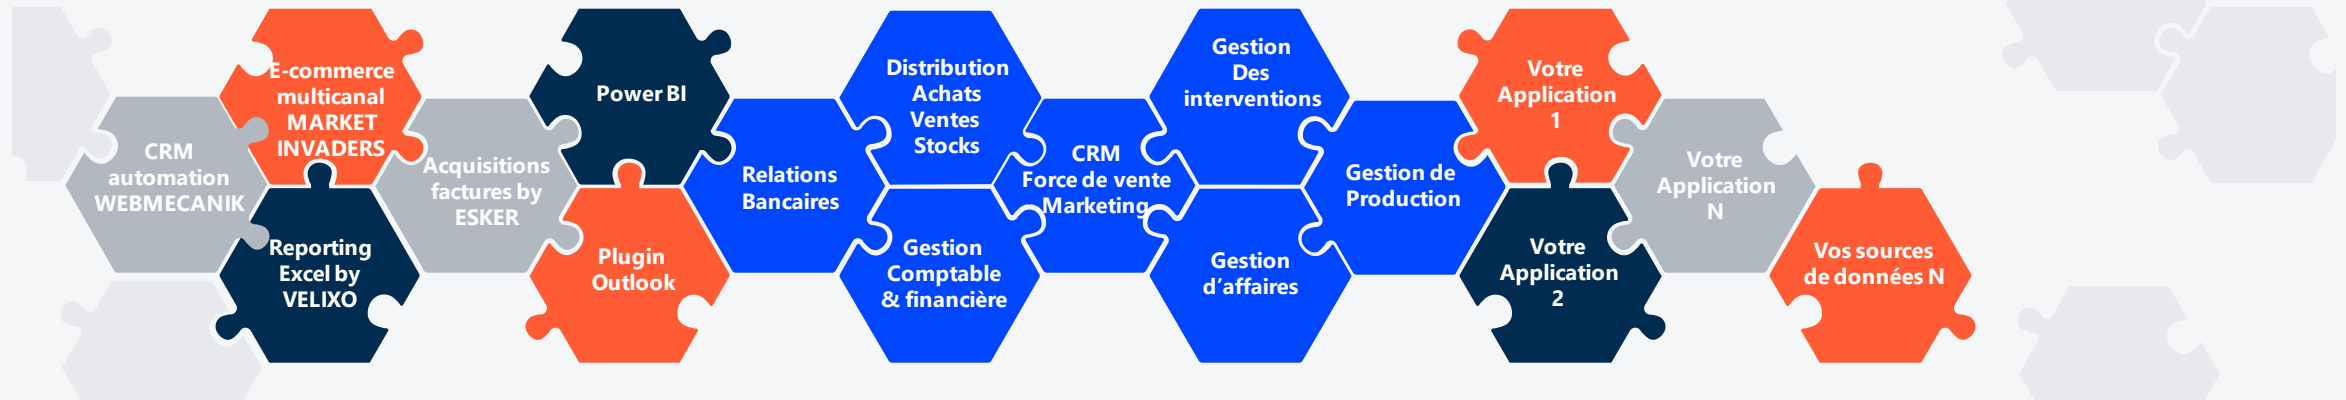 CRM
automation
WEBMECANIK
E-commerce
multicanal
MARKET
INVADERS
Reporting
Excel by
VELIXO
Acquisitions
factures by
ESKER
Power BI
Plugin
Outlook
Relations
Bancaires
Distribution
Achats
Ventes
Stocks
Gestion
Comptable
& financière
CRM
Force de vente
Marketing
Gestion
Des
interventions
Gestion
d’affaires
Gestion de
Production
Votre
Application
1
Votre
Application
2
Votre
Application
N
Vos sources
de données N